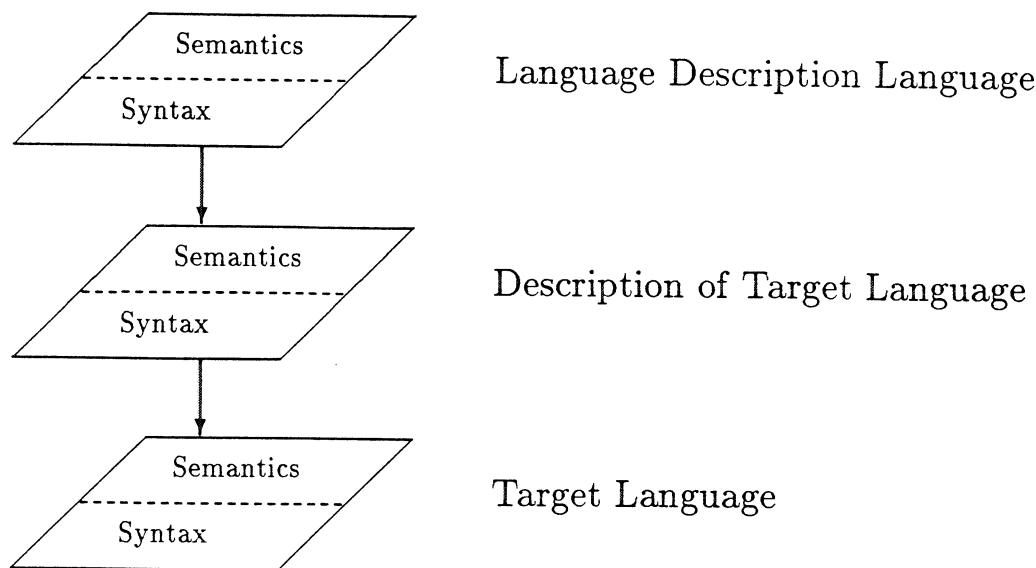 Semantics
Language Description Language
Syntax
Semantics
Description of Target Language
Syntax
Semantics
Target Language
Syntax